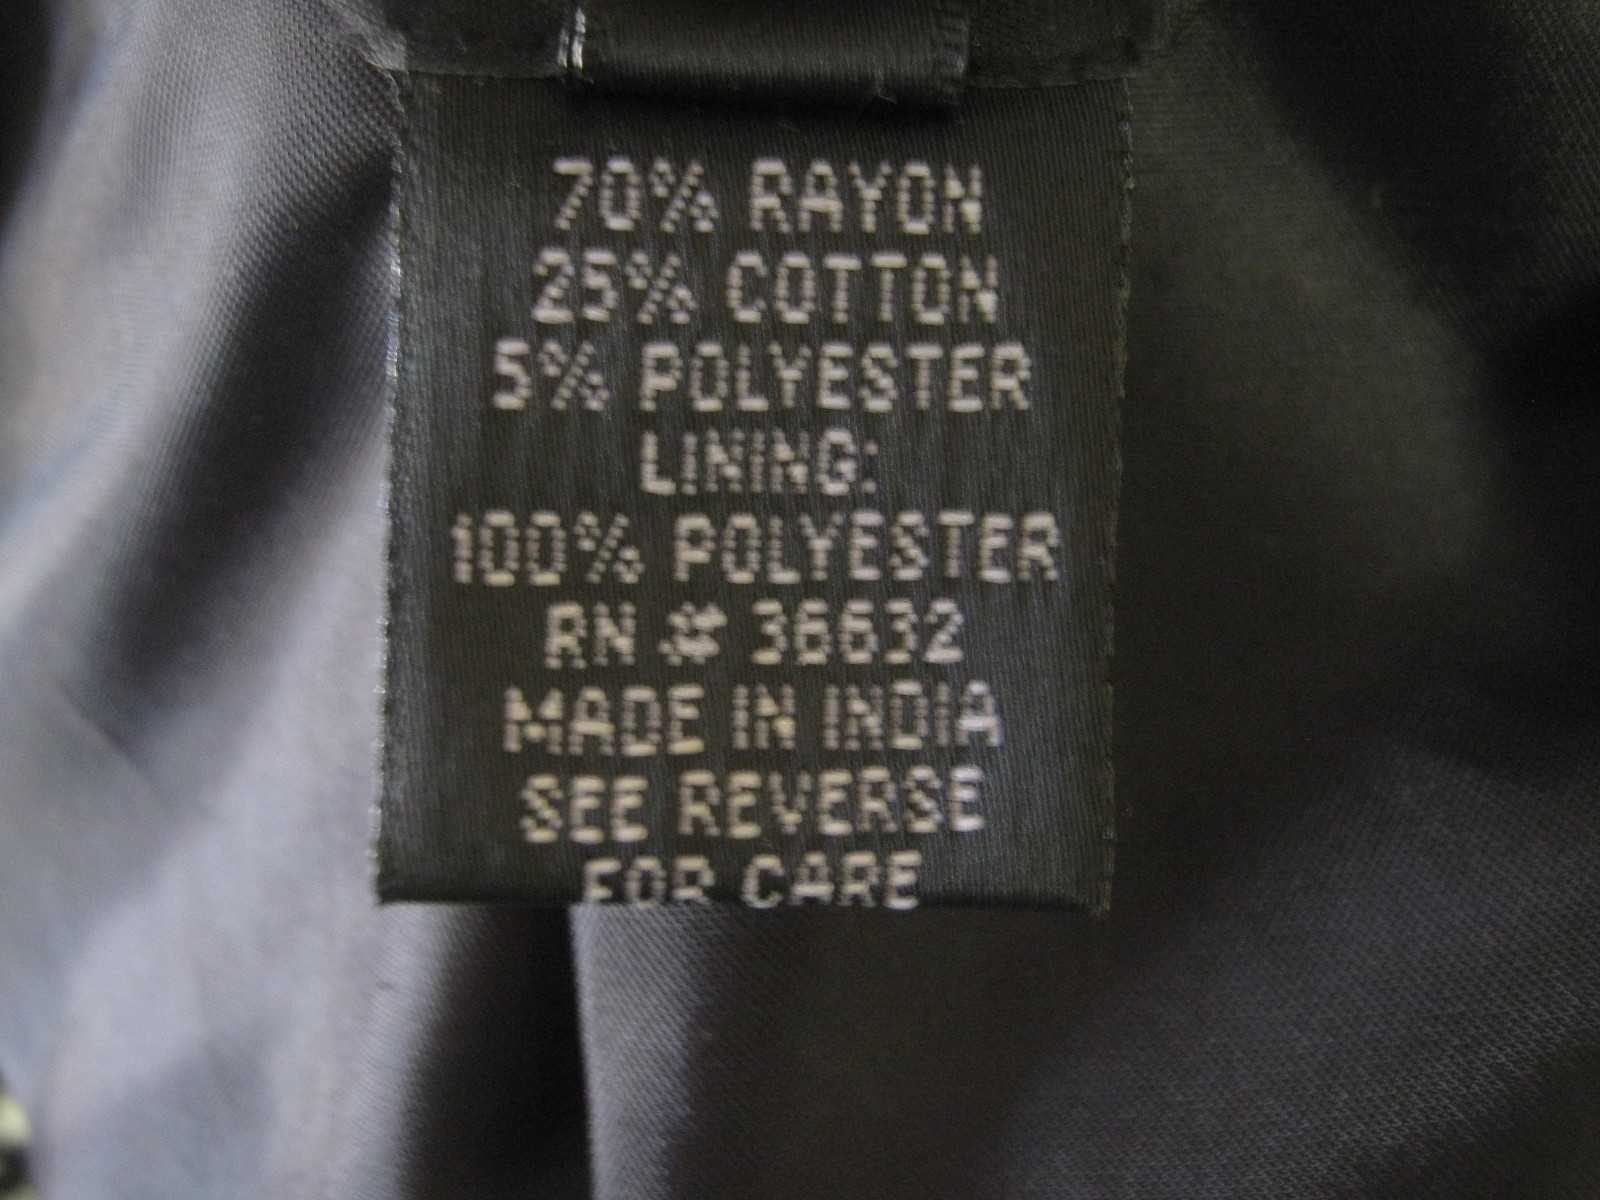 70% RAYON
25% COTTON
5% POLYESTER
LINING:
100% POLYESTER
RN # 36632
MADE IN INDIA
SEE REVERSE
FOR CARE